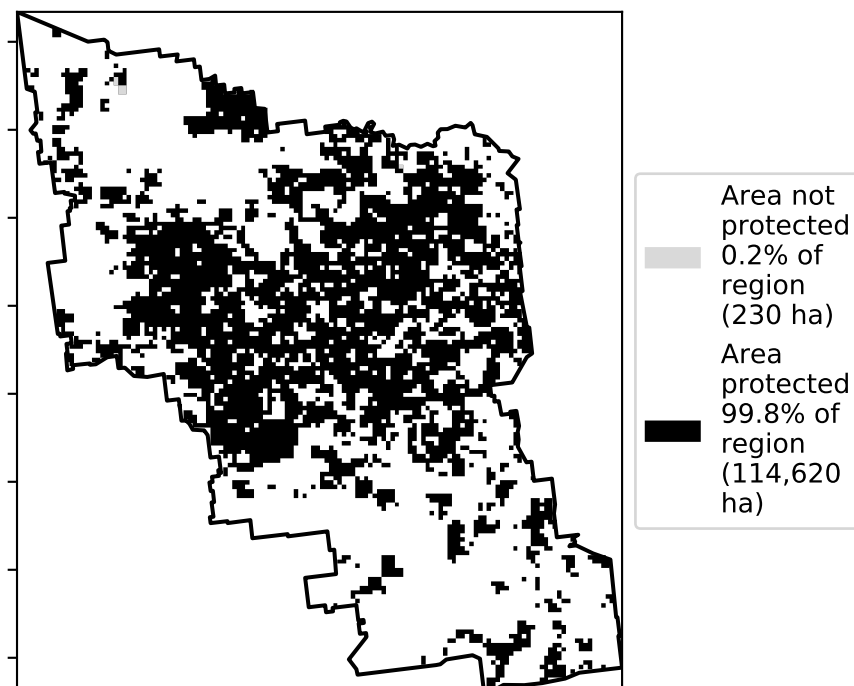 Area not
protected
0.2% of
region
(230 ha)
Area
protected
99.8% of
region
(114,620
ha)